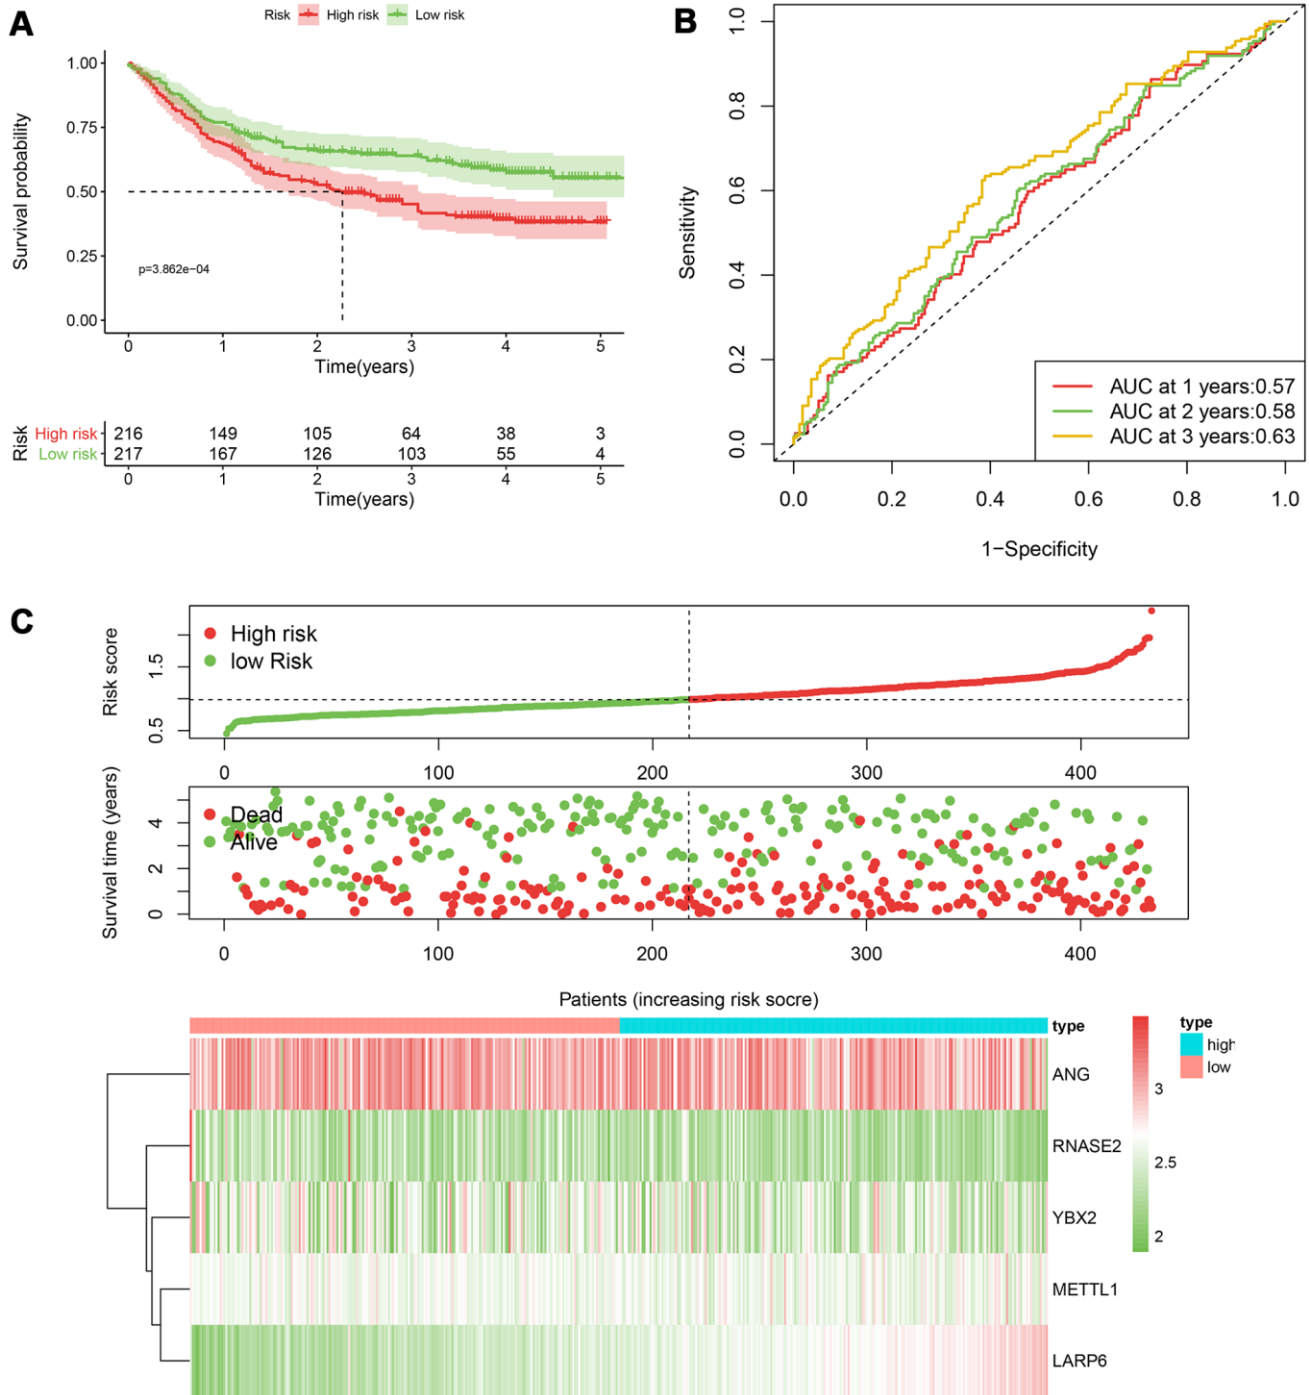 A
Risk High risk Low risk
Survival probability
1.00
0.75
0.50
0.25
0.00
p=3.862e−04
0 1 2 3 4 5
Time(years)
Risk
High risk 216 149 105 64 38 3
Low risk 217 167 126 103 55 4
0 1 2 3 4 5
Time(years)
B
Sensitivity
1.0
0.8
0.6
0.4
0.2
0.0
AUC at 1 years:0.57
AUC at 2 years:0.58
AUC at 3 years:0.63
0.0 0.2 0.4 0.6 0.8 1.0
1−Specificity
C
Risk score
1.5
0.5
High risk
low Risk
0 100 200 300 400
Survival time (years)
4
2
0
Dead
Alive
0 100 200 300 400
Patients (increasing risk socre)
type
ANG
RNASE2
YBX2
METTL1
LARP6
3
2.5
2
type
high
low